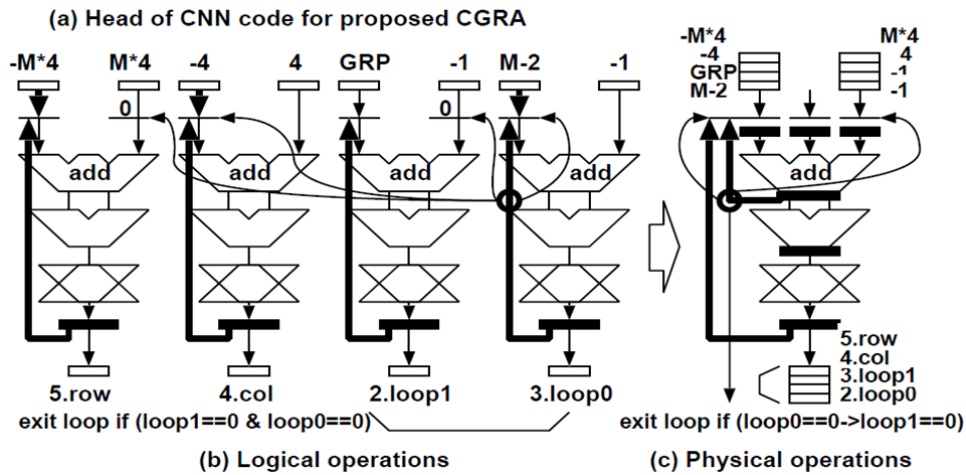 (a) Head of CNN code for proposed CGRA
-M*4 M*4 -4 4 GRP -1 M-2 -1
0 0
add add add add
5.row 4.col 2.loop1 3.loop0
exit loop if (loop1==0 & loop0==0)
(b) Logical operations
-M*4 M*4
-4 4
GRP -1
M-2 -1
add
5.row
4.col
3.loop1
2.loop0
exit loop if (loop0==0->loop1==0)
(c) Physical operations